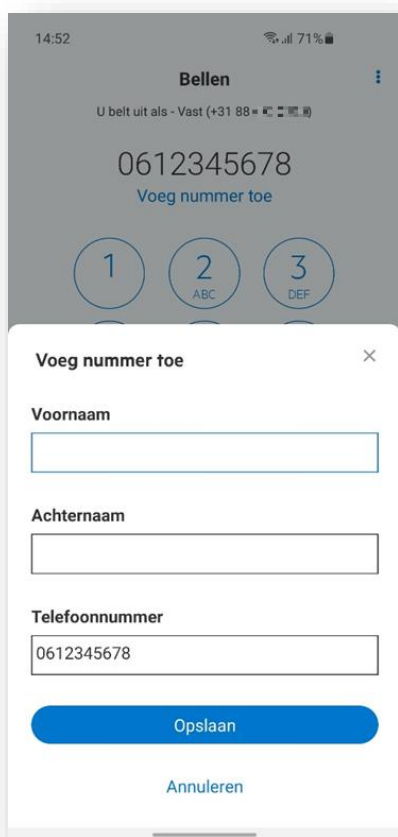 14:52
71%
Bellen
U belt uit als - Vast (+31 88
0612345678
Voeg nummer toe
1
2
3
ABC
DEF
Voeg nummer toe
Voornaam
Achternaam
Telefoonnummer
0612345678
Opslaan
Annuleren